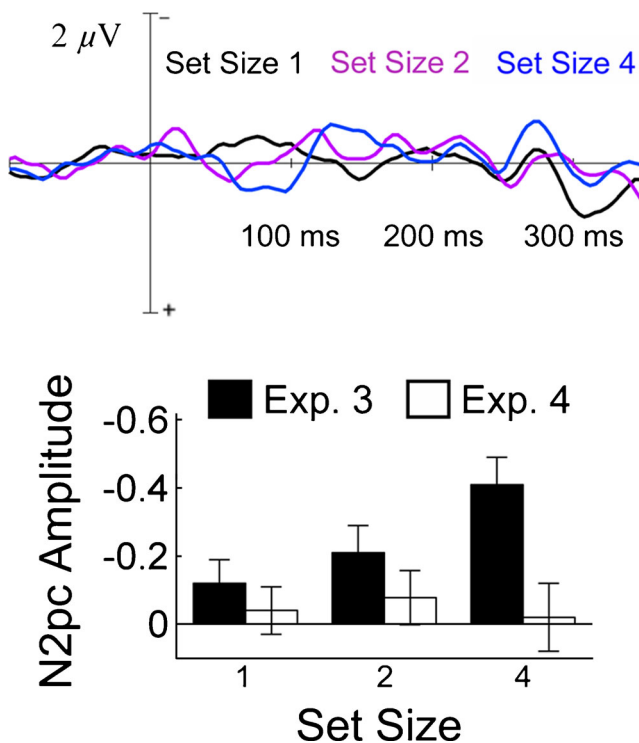 –
2 μV
Set Size 1 Set Size 2 Set Size 4
100 ms 200 ms 300 ms
+
Exp. 3 Exp. 4
-0.6
-0.4
-0.2
0
N2pc Amplitude
1 2 4
Set Size